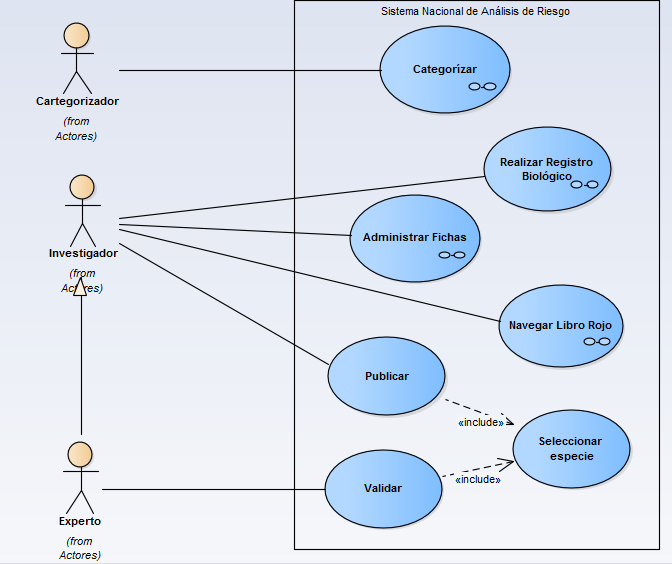 Sistema Nacional de Análisis de Riesgo
Cartegorizador
(from
Actores)
Categorízar
Realizar Registro
Biológico
Investigador
(from
Actores)
Administrar Fichas
Navegar Libro Rojo
Publicar
«include»
Seleccionar
especie
Validar
«include»
Experto
(from
Actores)